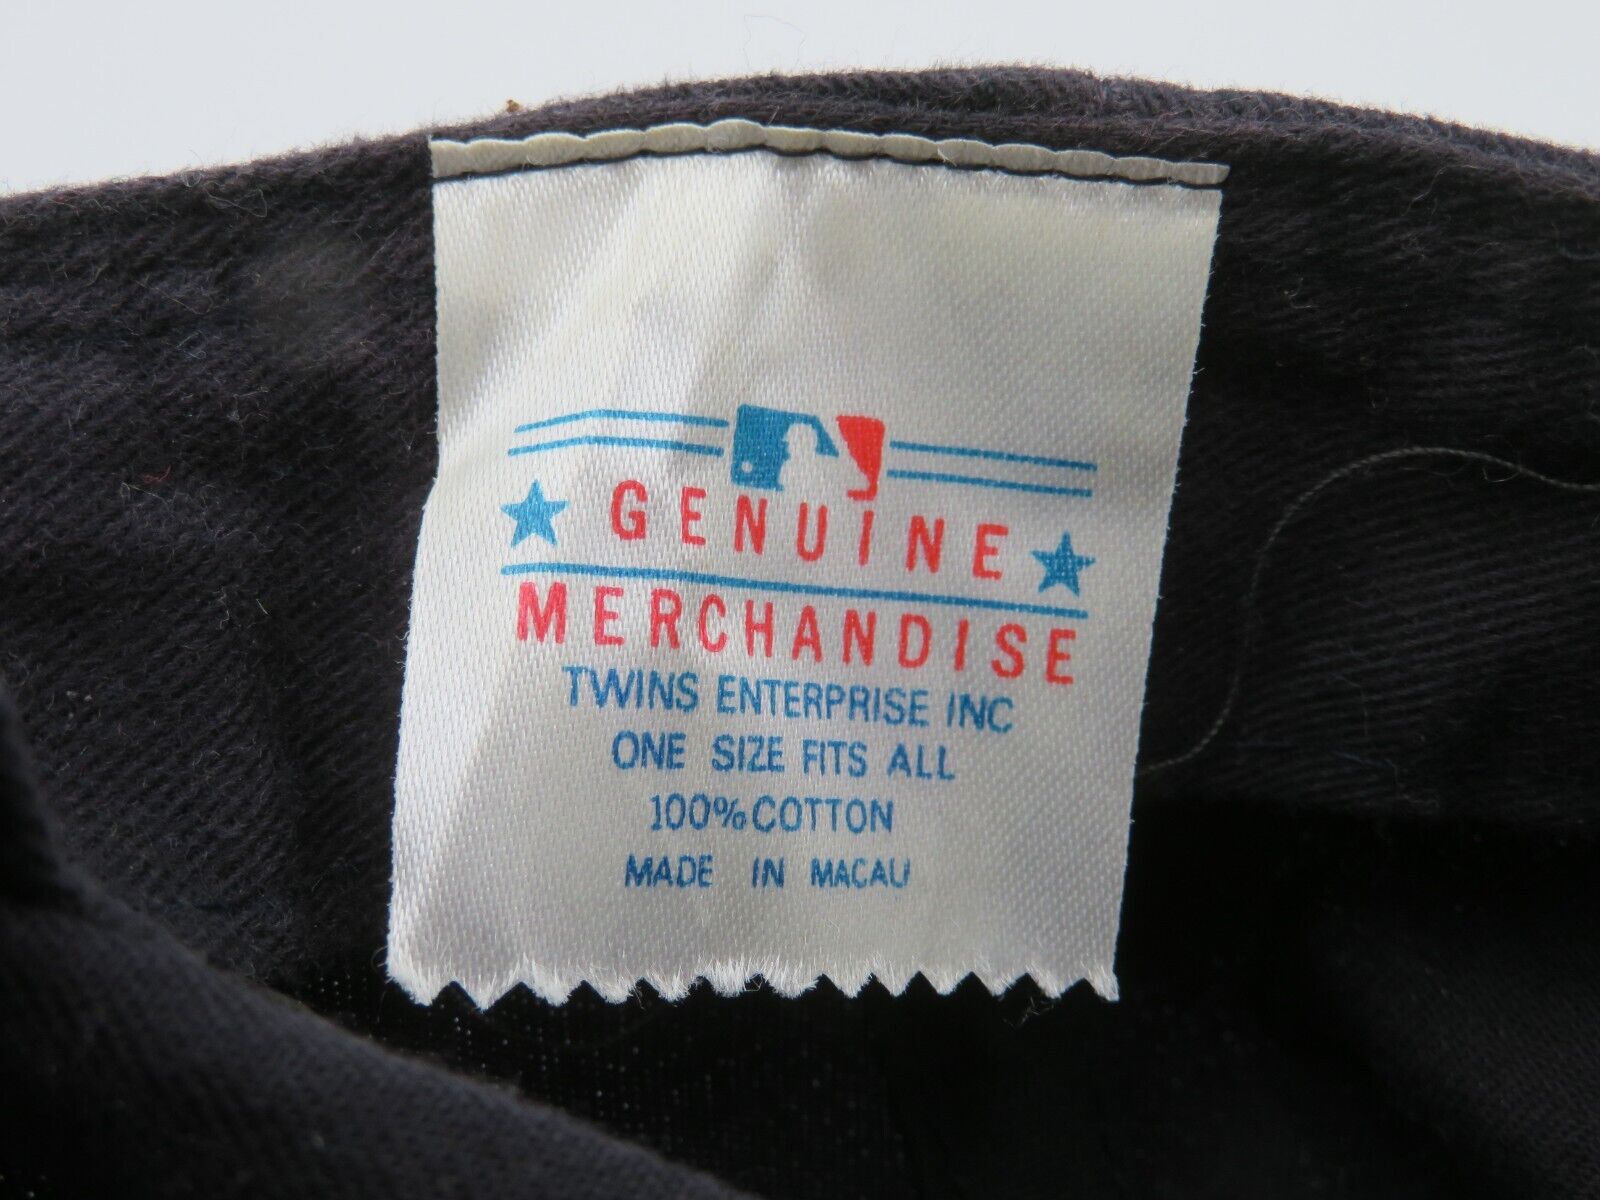 GENUINE
MERCHANDISE
TWINS ENTERPRISE INC
ONE SIZE FITS ALL
100% COTTON
MADE IN MACAU